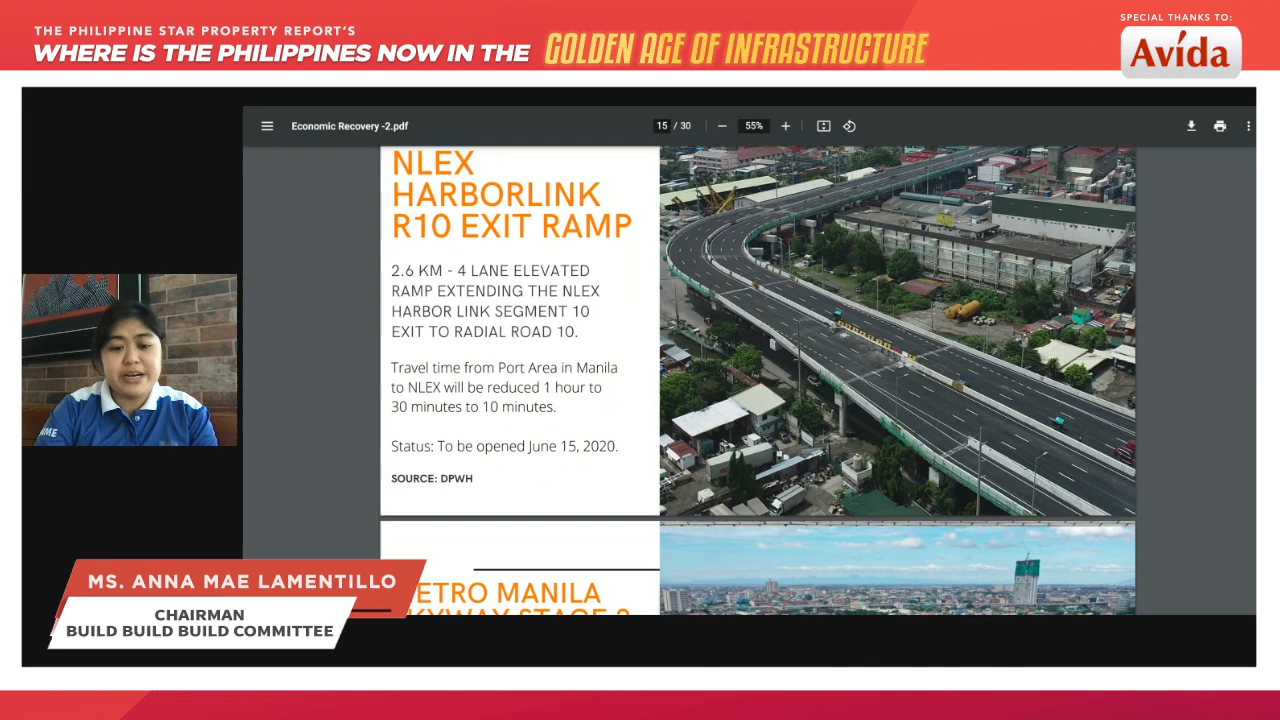 THE PHILIPPINE STAR PROPERTY REPORT'S
WHERE IS THE PHILIPPINES NOW IN THE GOLDEN AGE OF INFRASTRUCTURE
SPECIAL THANKS TO:
Avida
Economic Recovery -2.pdf
15 / 30
55%
NLEX
HARBORLINK
R10 EXIT RAMP
2.6 KM - 4 LANE ELEVATED
RAMP EXTENDING THE NLEX
HARBOR LINK SEGMENT 10
EXIT TO RADIAL ROAD 10.
Travel time from Port Area in Manila
to NLEX will be reduced 1 hour to
30 minutes to 10 minutes.
Status: To be opened June 15, 2020.
SOURCE: DPWH
MANILA
MS. ANNA MAE LAMENTILLO
CHAIRMAN
BUILD BUILD BUILD COMMITTEE